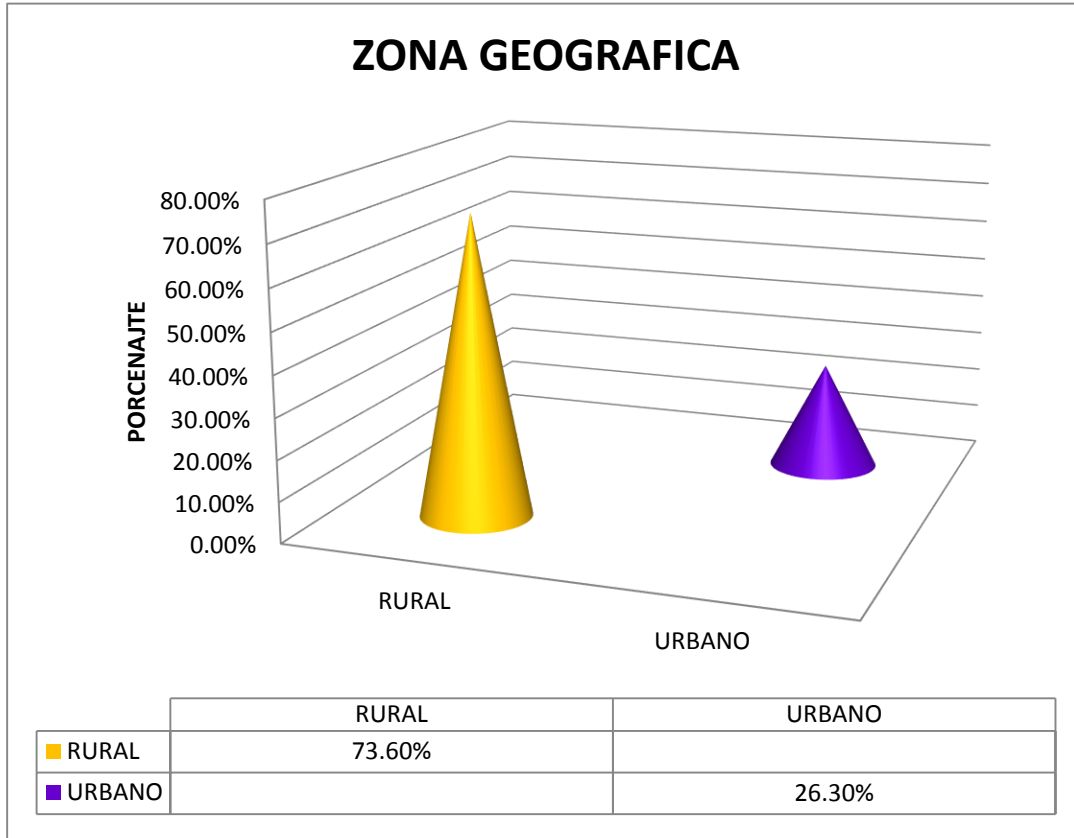 ZONA GEOGRAFICA
80.00%
70.00%
60.00%
50.00%
40.00%
30.00%
20.00%
10.00%
0.00%
PORCENAJTE
RURAL
URBANO
RURAL URBANO
RURAL 73.60%
URBANO 26.30%